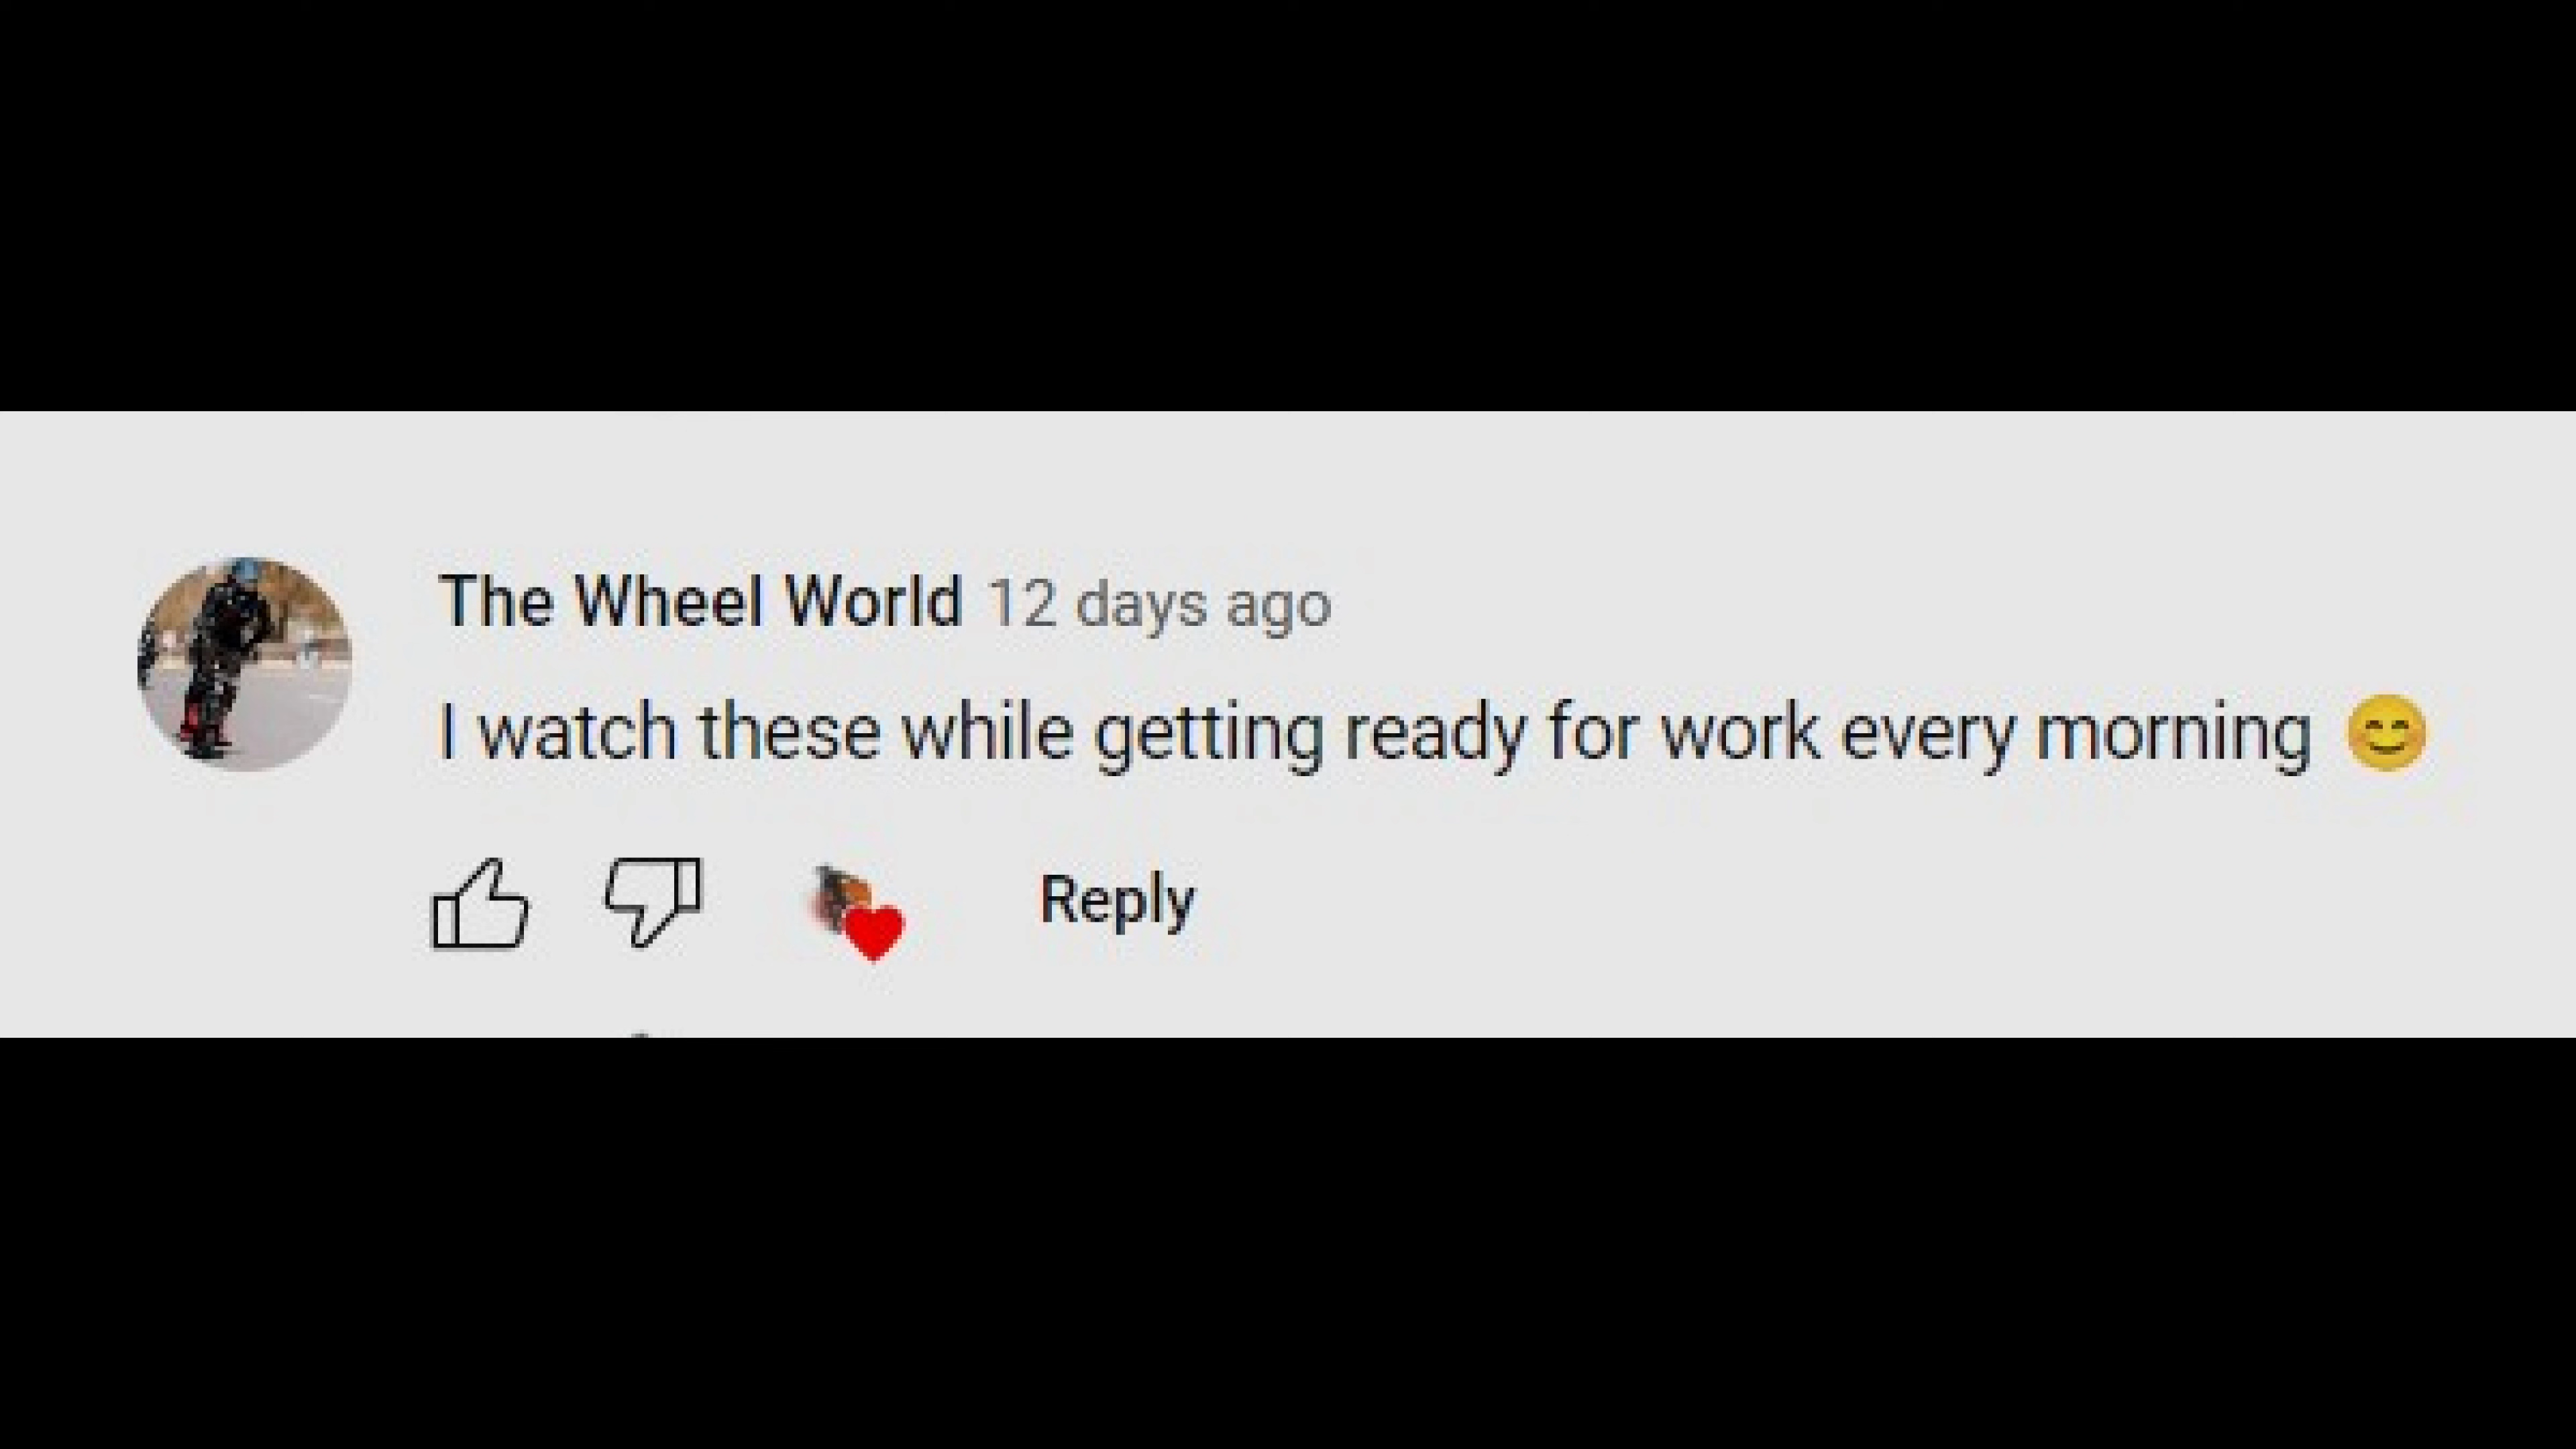 The Wheel World 12 days ago
I watch these while getting ready for work every morning 😊
Reply